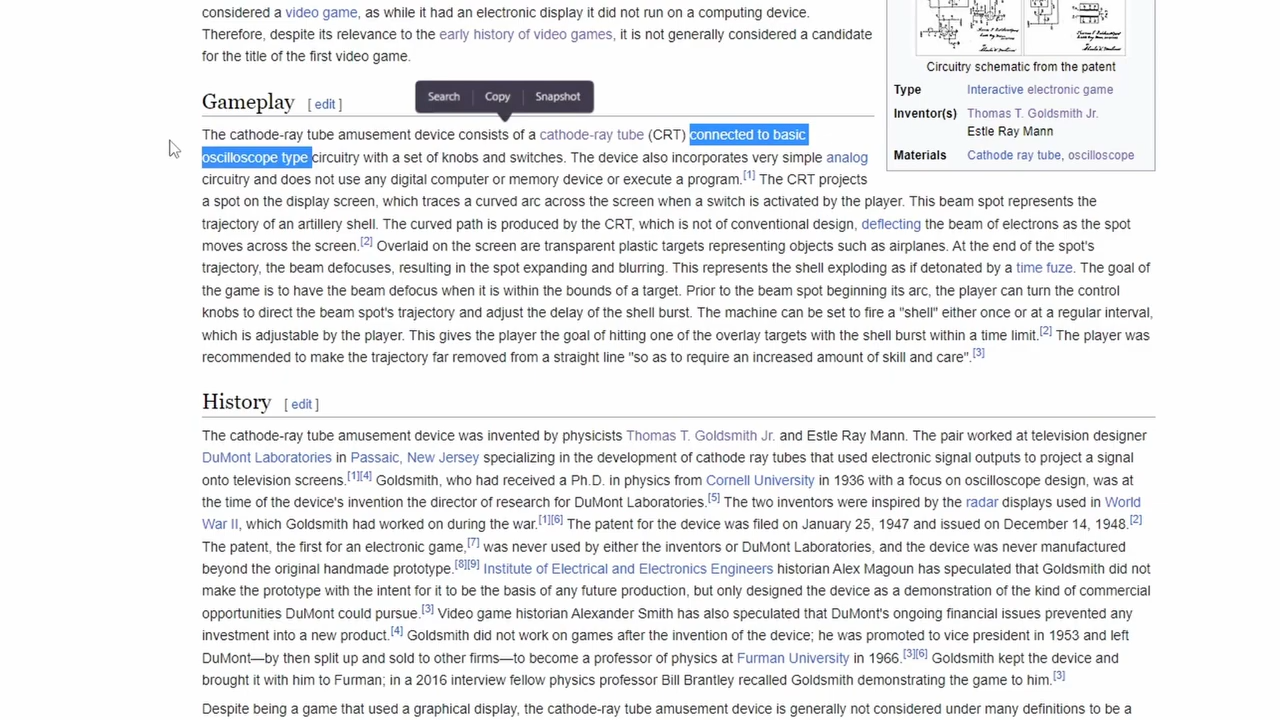 considered a video game, as while it had an electronic display it did not run on a computing device.
Therefore, despite its relevance to the early history of video games, it is not generally considered a candidate
for the title of the first video game.
Circuitry schematic from the patent
Type Interactive electronic game
Inventor(s) Thomas T. Goldsmith Jr.
Estle Ray Mann
Materials Cathode ray tube, oscilloscope
Gameplay [ edit ]
Search Copy Snapshot
The cathode-ray tube amusement device consists of a cathode-ray tube (CRT) connected to basic
oscilloscope type circuitry with a set of knobs and switches. The device also incorporates very simple analog
circuitry and does not use any digital computer or memory device or execute a program.[1] The CRT projects
a spot on the display screen, which traces a curved arc across the screen when a switch is activated by the player. This beam spot represents the
trajectory of an artillery shell. The curved path is produced by the CRT, which is not of conventional design, deflecting the beam of electrons as the spot
moves across the screen.[2] Overlaid on the screen are transparent plastic targets representing objects such as airplanes. At the end of the spot's
trajectory, the beam defocuses, resulting in the spot expanding and blurring. This represents the shell exploding as if detonated by a time fuze. The goal of
the game is to have the beam defocus when it is within the bounds of a target. Prior to the beam spot beginning its arc, the player can turn the control
knobs to direct the beam spot's trajectory and adjust the delay of the shell burst. The machine can be set to fire a "shell" either once or at a regular interval,
which is adjustable by the player. This gives the player the goal of hitting one of the overlay targets with the shell burst within a time limit.[2] The player was
recommended to make the trajectory far removed from a straight line "so as to require an increased amount of skill and care".[3]
History [ edit ]
The cathode-ray tube amusement device was invented by physicists Thomas T. Goldsmith Jr. and Estle Ray Mann. The pair worked at television designer
DuMont Laboratories in Passaic, New Jersey specializing in the development of cathode ray tubes that used electronic signal outputs to project a signal
onto television screens.[1][4] Goldsmith, who had received a Ph.D. in physics from Cornell University in 1936 with a focus on oscilloscope design, was at
the time of the device's invention the director of research for DuMont Laboratories.[5] The two inventors were inspired by the radar displays used in World
War II, which Goldsmith had worked on during the war.[1][6] The patent for the device was filed on January 25, 1947 and issued on December 14, 1948.[2]
The patent, the first for an electronic game,[7] was never used by either the inventors or DuMont Laboratories, and the device was never manufactured
beyond the original handmade prototype.[8][9] Institute of Electrical and Electronics Engineers historian Alex Magoun has speculated that Goldsmith did not
make the prototype with the intent for it to be the basis of any future production, but only designed the device as a demonstration of the kind of commercial
opportunities DuMont could pursue.[3] Video game historian Alexander Smith has also speculated that DuMont's ongoing financial issues prevented any
investment into a new product.[4] Goldsmith did not work on games after the invention of the device; he was promoted to vice president in 1953 and left
DuMont—by then split up and sold to other firms—to become a professor of physics at Furman University in 1966.[3][6] Goldsmith kept the device and
brought it with him to Furman; in a 2016 interview fellow physics professor Bill Brantley recalled Goldsmith demonstrating the game to him.[3]
Despite being a game that used a graphical display, the cathode-ray tube amusement device is generally not considered under many definitions to be a